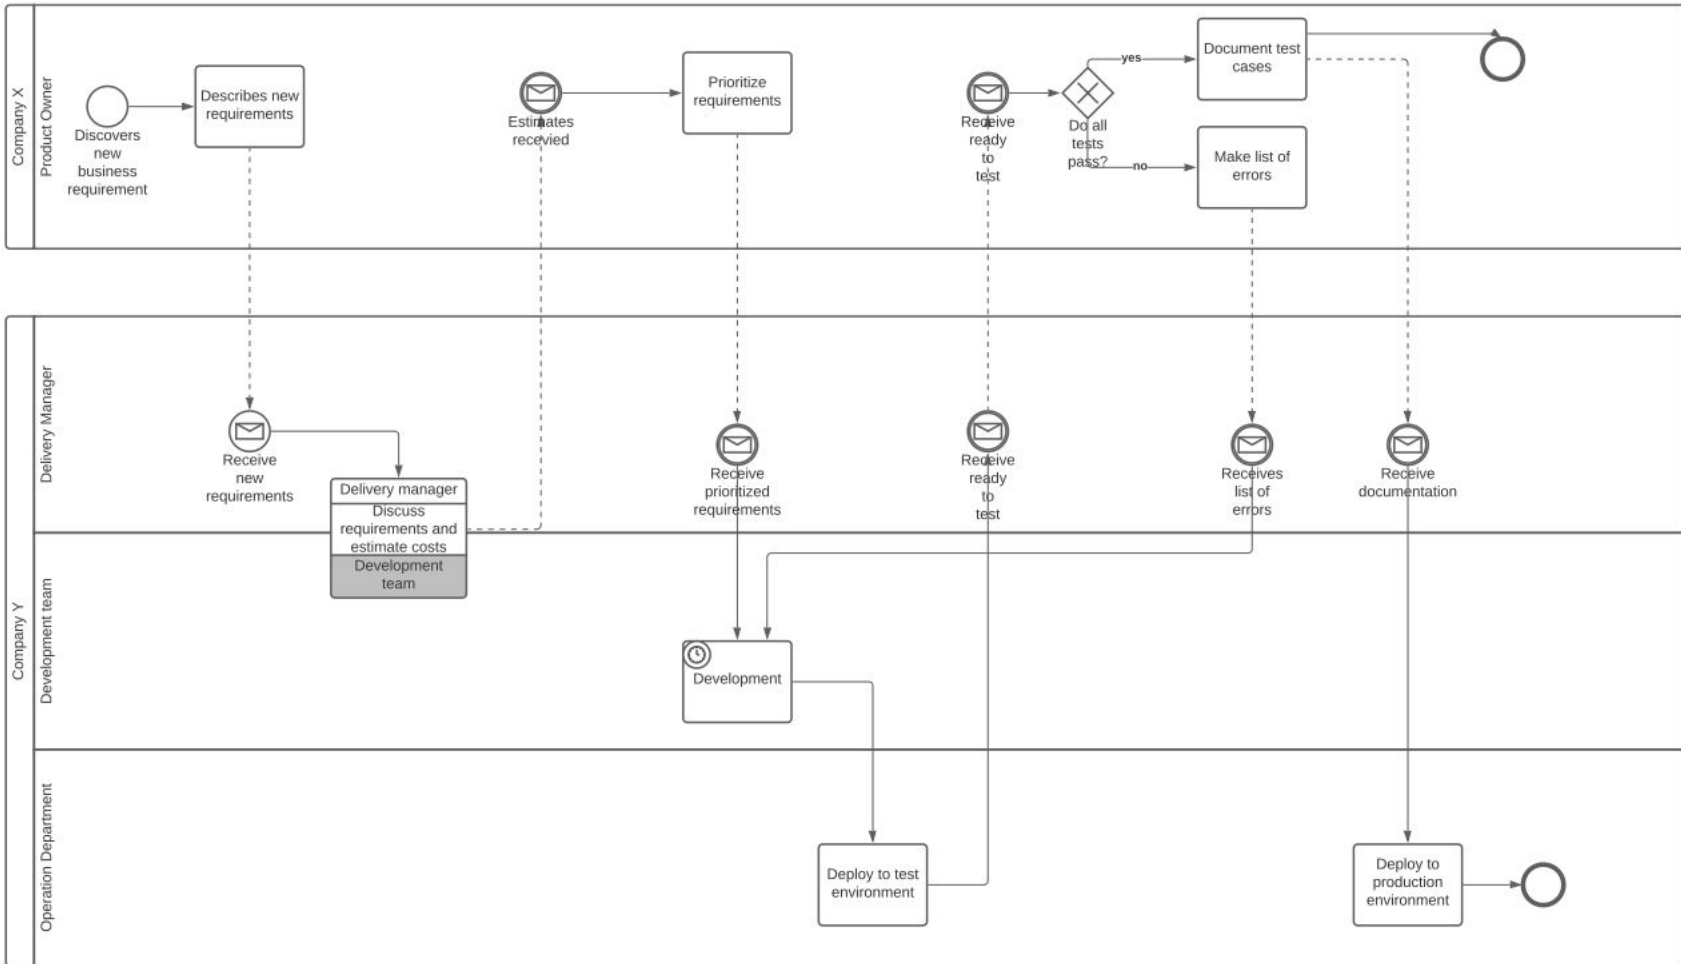 Company X
Product Owner
Discovers
new
business
requirement
Describes new
requirements
Estimates
recevied
Prioritize
requirements
Receive
ready
to
test
Do all
tests
pass?
yes
no
Document test
cases
Make list of
errors
Company Y
Delivery Manager
Receive
new
requirements
Delivery manager
Discuss
requirements and
estimate costs
Development
team
Receive
prioritized
requirements
Receive
ready
to
test
Receives
list of
errors
Receive
documentation
Development team
Development
Operation Department
Deploy to test
environment
Deploy to
production
environment